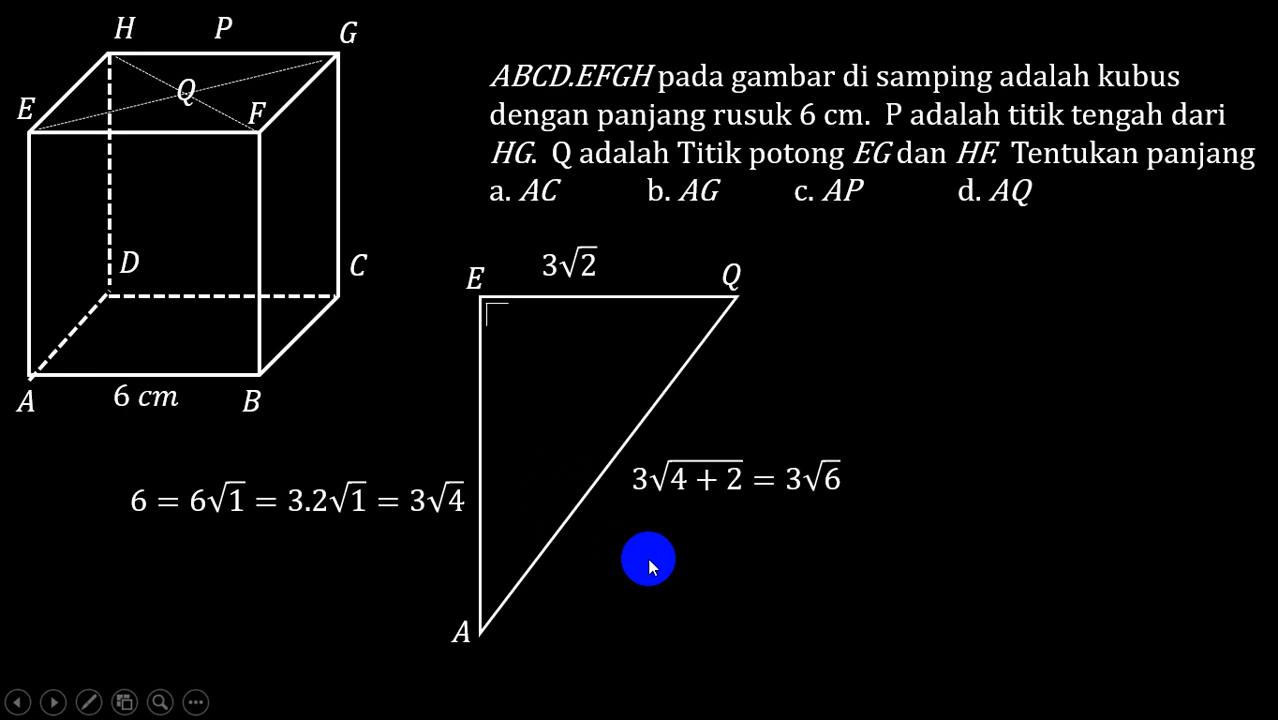 H P G
E Q F
ABCD.EFGH pada gambar di samping adalah kubus
dengan panjang rusuk 6 cm. P adalah titik tengah dari
HG. Q adalah Titik potong EG dan HF. Tentukan panjang
a. AC b. AG c. AP d. AQ
D C
A 6 cm B
E 3√2 Q
6 = 6√1 = 3.2√1 = 3√4
3√(4 + 2) = 3√6
A